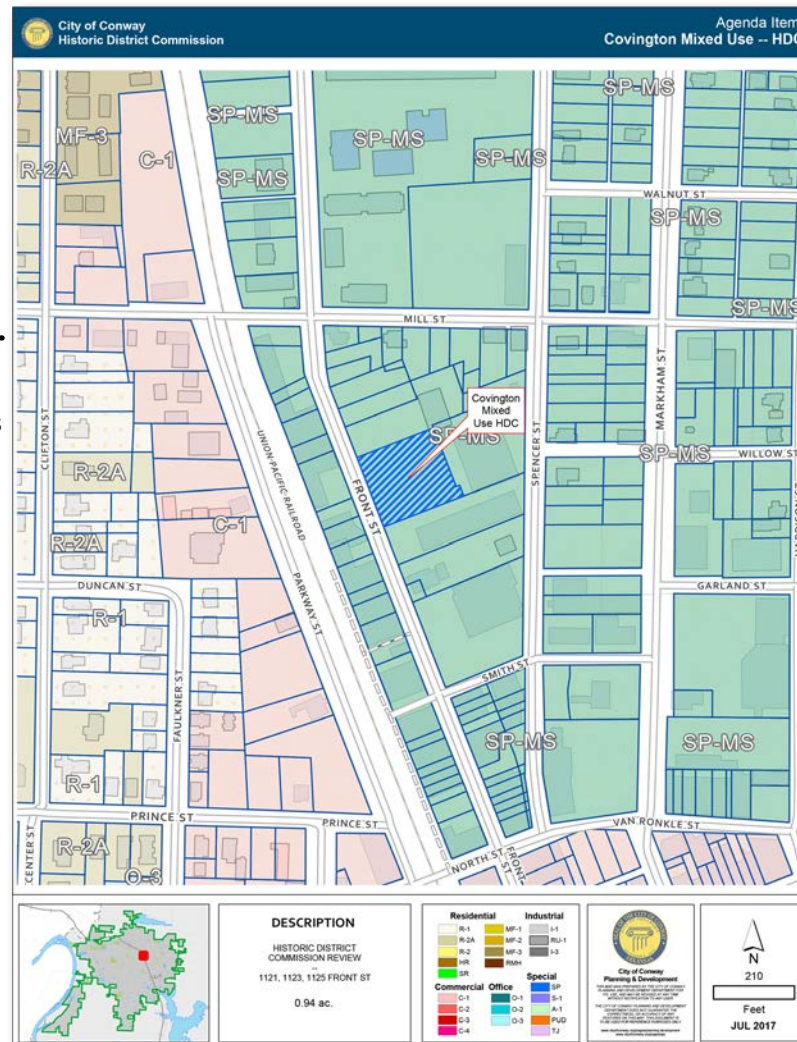 City of Conway
Historic District Commission
Agenda Item
Covington Mixed Use -- HDC
SP-MS
SP-MS
MF-3
SP-MS
C-1
SP-MS
R-2A
SP-MS
WALNUT ST
SP-MS
SP-MS
MILL ST
Covington
Mixed
Use HDC
CLIFTON ST
UNION PACIFIC RAILROAD
FRONT ST
SP-MS
SPENCER ST
MARKHAM ST
SP-MS
WILLOW ST
HARRISON ST
R-2A
C-1
R-2A
DUNCAN ST
PARKWAY ST
GARLAND ST
R-1
FAULKNER ST
SMITH ST
SP-MS
SP-MS
R-1
PRINCE ST
PRINCE ST
VAN RONKLE ST
CENTER ST
R-2A
O-3
NORTH ST
FRONT ST
DESCRIPTION
HISTORIC DISTRICT
COMMISSION REVIEW
--
1121, 1123, 1125 FRONT ST
0.94 ac.
Residential
R-1
R-2A
R-2
HR
SR
MF-1
MF-2
MF-3
RMH
Industrial
I-1
RU-1
I-3
Commercial
C-1
C-2
C-3
C-4
Office
O-1
O-2
O-3
Special
SP
S-1
A-1
PUD
TJ
City of Conway
Planning & Development
N
210
Feet
JUL 2017